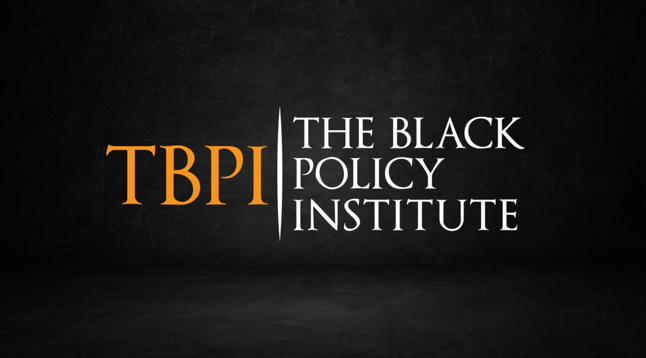 TBPI
THE BLACK
POLICY
INSTITUTE